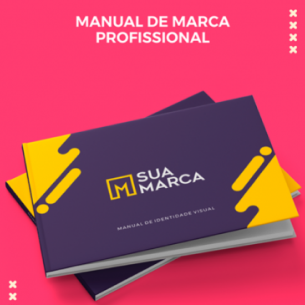 MANUAL DE MARCA
PROFISSIONAL
SUA
MARCA
MANUAL DE IDENTIDADE VISUAL